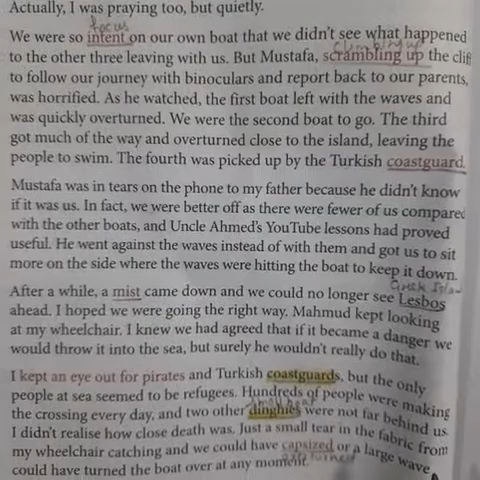 Actually, I was praying too, but quietly.
focus
We were so intent on our own boat that we didn't see what happened
climbing up
to the other three leaving with us. But Mustafa, scrambling up the cliff
to follow our journey with binoculars and report back to our parents,
was horrified. As he watched, the first boat left with the waves and
was quickly overturned. We were the second boat to go. The third
got much of the way and overturned close to the island, leaving the
people to swim. The fourth was picked up by the Turkish coastguard.
Mustafa was in tears on the phone to my father because he didn't know
if it was us. In fact, we were better off as there were fewer of us compared
with the other boats, and Uncle Ahmed's YouTube lessons had proved
useful. He went against the waves instead of with them and got us to sit
more on the side where the waves were hitting the boat to keep it down.
Greek Islan
After a while, a mist came down and we could no longer see Lesbos
ahead. I hoped we were going the right way. Mahmud kept looking
at my wheelchair. I knew we had agreed that if it became a danger we
would throw it into the sea, but surely he wouldn't really do that.
I kept an eye out for pirates and Turkish coastguards, but the only
people at sea seemed to be refugees. Hundreds of people were making
small boat
the crossing every day, and two other dinghies were not far behind us.
I didn't realise how close death was. Just a small tear in the fabric from
my wheelchair catching and we could have capsized or a large wave
overturned
could have turned the boat over at any moment.